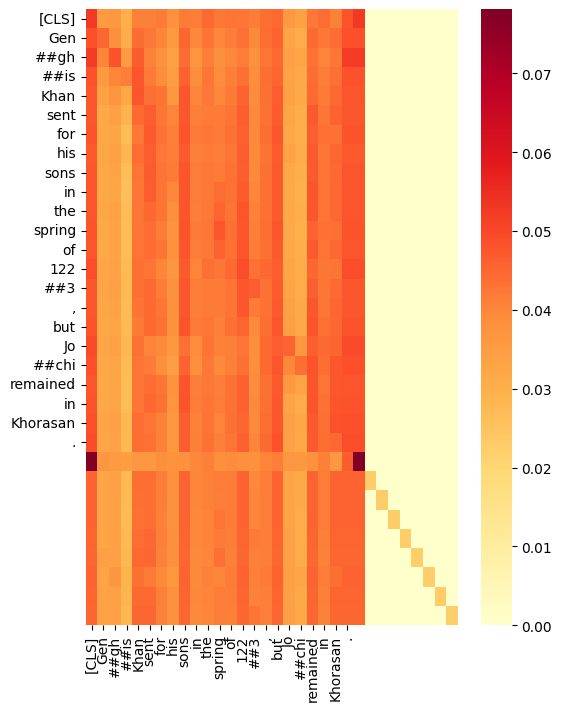 [CLS]
Gen
##gh
##is
Khan
sent
for
his
sons
in
the
spring
of
122
##3
,
but
Jo
##chi
remained
in
Khorasan
.
0.07
0.06
0.05
0.04
0.03
0.02
0.01
0.00
[CLS]
Gen
##gh
##is
Khan
sent
for
his
sons
in
the
spring
of
122
##3
,
but
Jo
##chi
remained
in
Khorasan
.